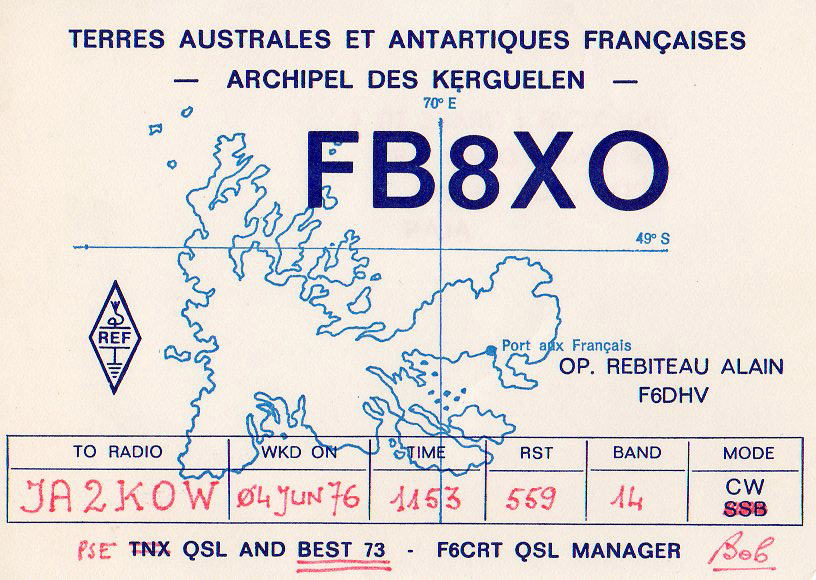 TERRES AUSTRALES ET ANTARTIQUES FRANÇAISES
— ARCHIPEL DES KERGUELEN —
70° E
FB8XO
49° S
REF
Port aux Français
OP. REBITEAU ALAIN
F6DHV
TO RADIO WKD ON TIME RST BAND MODE
JA2KOW 04 JUN 76 1153 559 14 CW
SSB
PSE TNX QSL AND BEST 73 - F6CRT QSL MANAGER Bob